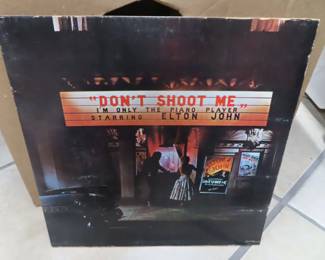 "DON'T SHOOT ME"
I'M ONLY THE PIANO PLAYER
STARRING ELTON JOHN